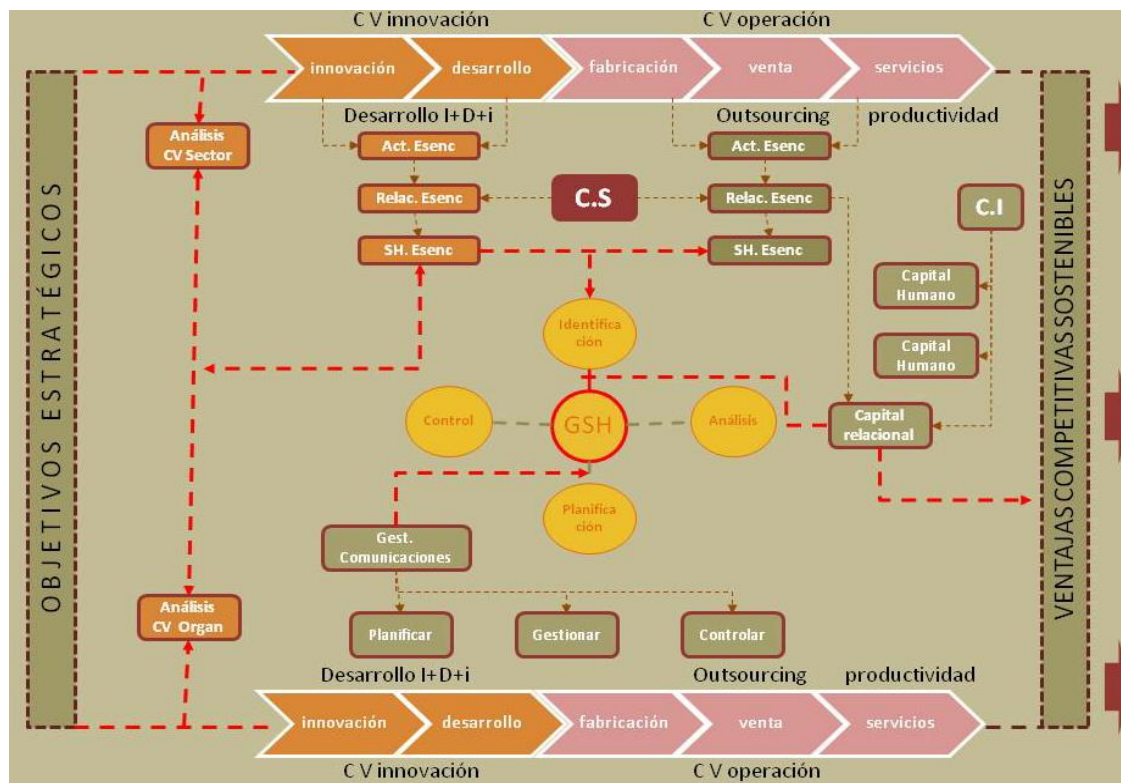 C V innovación
C V operación
innovación
desarrollo
fabricación
venta
servicios
Desarrollo I+D+i
Outsourcing
productividad
OBJETIVOS ESTRATÉGICOS
VENTAJAS COMPETITIVAS SOSTENIBLES
Análisis
CV Sector
Act. Esenc
Act. Esenc
Relac. Esenc
C.S
Relac. Esenc
C.I
SH. Esenc
SH. Esenc
Capital
Humano
Identifica
ción
Capital
Humano
Control
GSH
Análisis
Capital
relacional
Planifica
ción
Gest.
Comunicaciones
Análisis
CV Organ
Planificar
Gestionar
Controlar
Desarrollo I+D+i
Outsourcing
productividad
innovación
desarrollo
fabricación
venta
servicios
C V innovación
C V operación